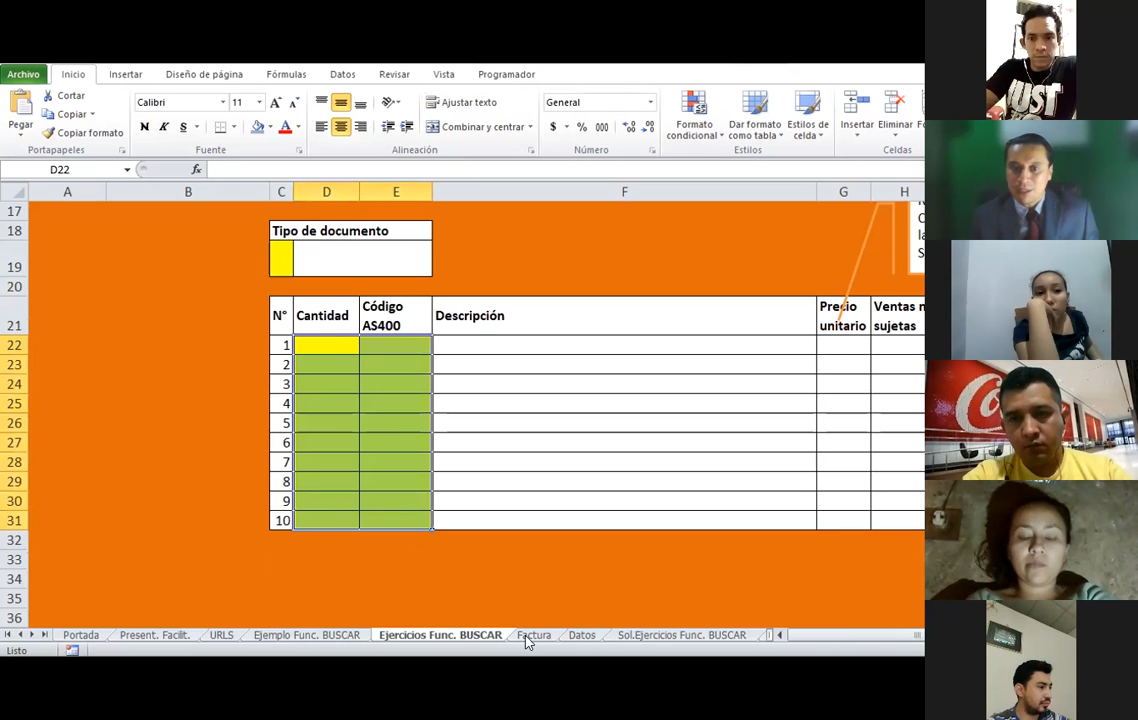 Archivo Inicio Insertar Diseño de página Fórmulas Datos Revisar Vista Programador
Pegar
Cortar
Copiar
Copiar formato
Portapapeles
Calibri 11
N K S
Fuente
Ajustar texto
Combinar y centrar
Alineación
General
$ % 000
Número
Formato condicional
Dar formato como tabla
Estilos de celda
Estilos
Insertar
Eliminar
Celdas
D22 fx
A B C D E F G H
17
18 Tipo de documento
19
20
21 N° Cantidad Código AS400 Descripción Precio unitario Ventas sujetas
22 1
23 2
24 3
25 4
26 5
27 6
28 7
29 8
30 9
31 10
32
33
34
35
36
Portada Present. Facilit. URLS Ejemplo Func. BUSCAR Ejercicios Func. BUSCAR Factura Datos Sol.Ejercicios Func. BUSCAR
Listo
JUST